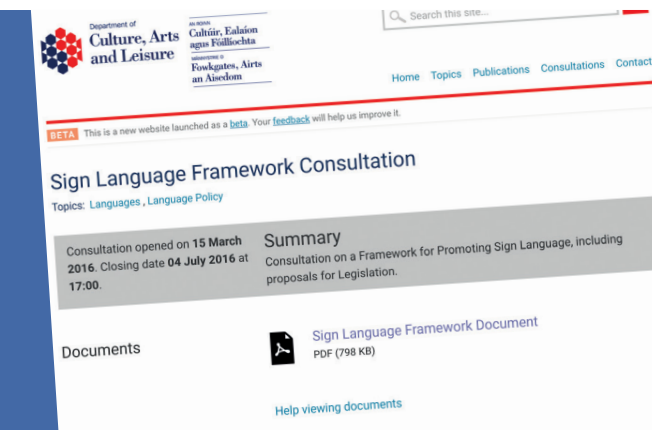 Department of
Culture, Arts
and Leisure
AN ROINN
Cultúir, Ealaíon
agus Fóillíochta
MÄNNYSTRIE O
Fowkgates, Airts
an Aisedom
Search this site...
Home Topics Publications Consultations Contact
BETA This is a new website launched as a beta. Your feedback will help us improve it.
Sign Language Framework Consultation
Topics: Languages , Language Policy
Consultation opened on 15 March
2016. Closing date 04 July 2016 at
17:00.
Summary
Consultation on a Framework for Promoting Sign Language, including
proposals for Legislation.
Documents
Sign Language Framework Document
PDF (798 KB)
Help viewing documents